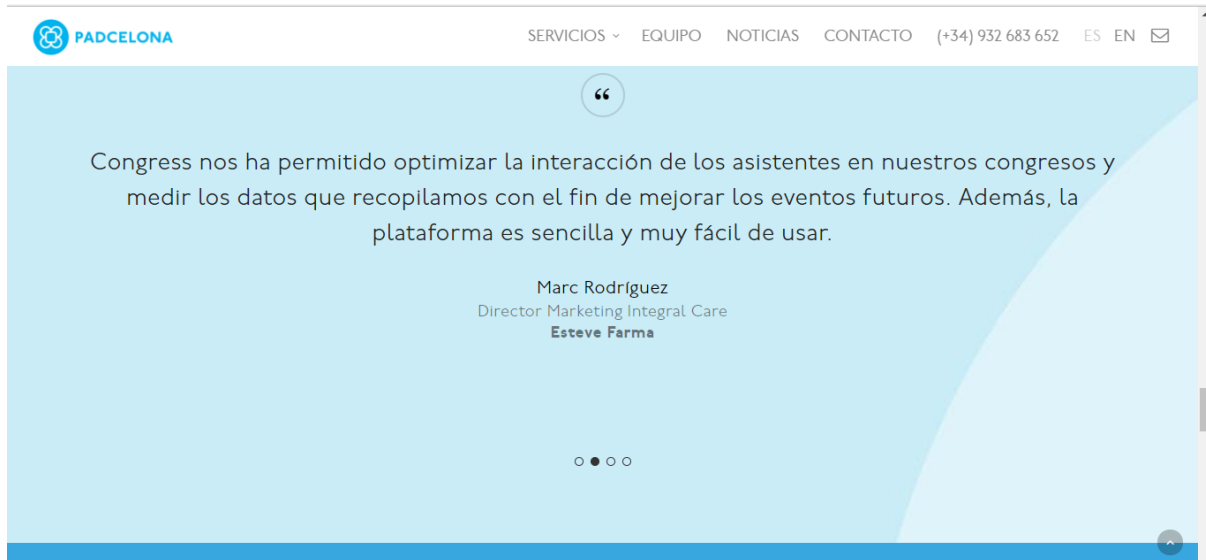 PADCELONA
SERVICIOS EQUIPO NOTICIAS CONTACTO (+34) 932 683 652 ES EN
“
Congress nos ha permitido optimizar la interacción de los asistentes en nuestros congresos y
medir los datos que recopilamos con el fin de mejorar los eventos futuros. Además, la
plataforma es sencilla y muy fácil de usar.
Marc Rodríguez
Director Marketing Integral Care
Esteve Farma